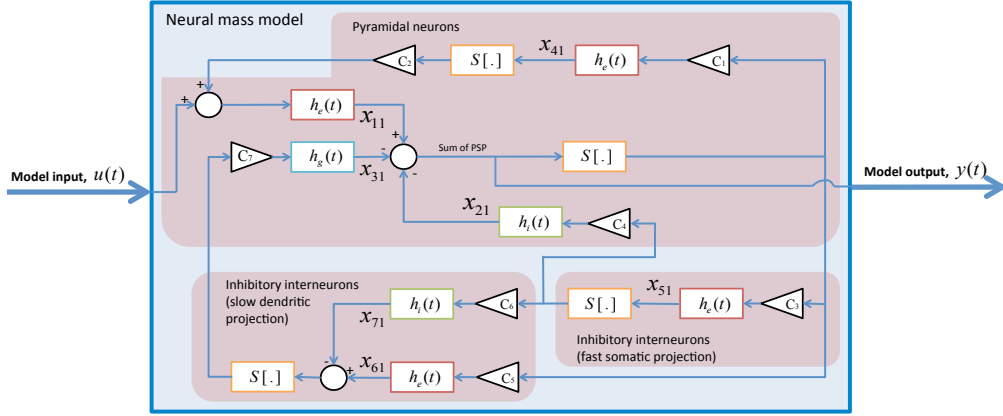 Neural mass model
Pyramidal neurons
C₂
S[.]
x₄₁
hₑ(t)
C₁
+
+
hₑ(t)
x₁₁
+
C₇
h_g(t)
x₃₁
-
-
Sum of PSP
S[.]
Model input, u(t)
Model output, y(t)
x₂₁
hᵢ(t)
C₄
Inhibitory interneurons
(slow dendritic
projection)
hᵢ(t)
x₇₁
C₆
S[.]
x₅₁
hₑ(t)
C₃
Inhibitory interneurons
(fast somatic projection)
S[.]
-
+
x₆₁
hₑ(t)
C₅